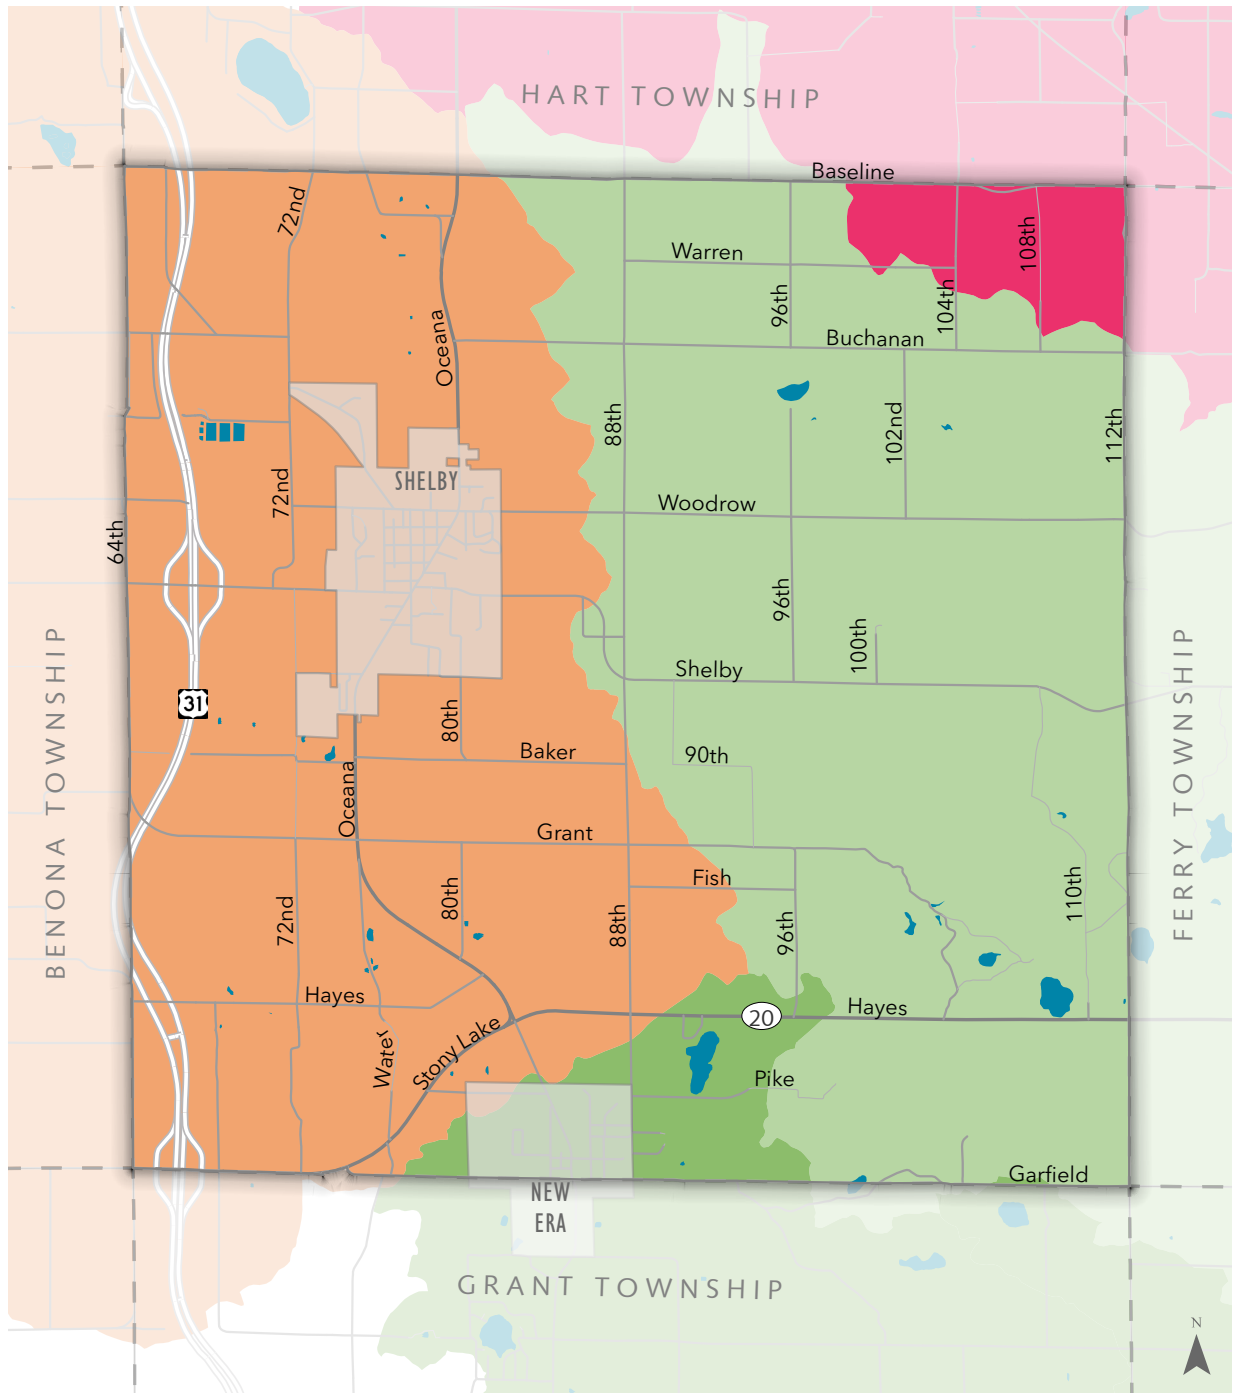 HART TOWNSHIP
Baseline
72nd
108th
Warren
96th
104th
Oceana
Buchanan
88th
102nd
112th
SHELBY
72nd
Woodrow
64th
96th
100th
BENONA TOWNSHIP
FERRY TOWNSHIP
Shelby
31
80th
Baker
90th
Oceana
Grant
Fish
80th
110th
72nd
88th
96th
Hayes
Hayes
20
Water
Stony Lake
Pike
Garfield
NEW
ERA
GRANT TOWNSHIP
N